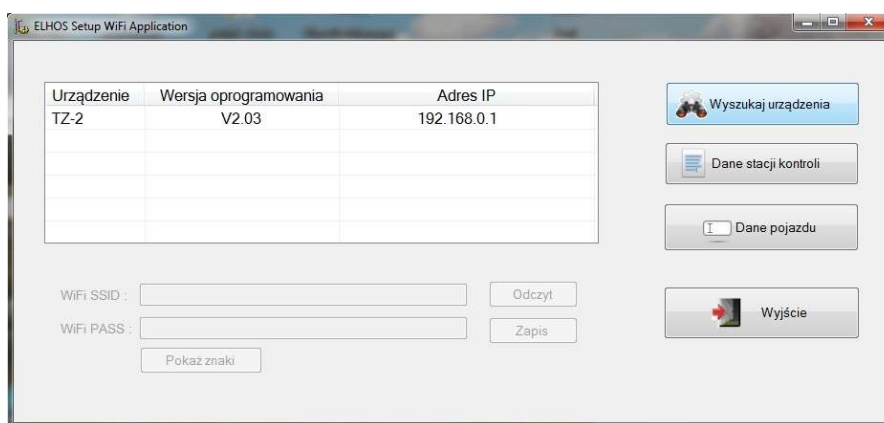 ELHOS Setup WiFi Application
Urządzenie Wersja oprogramowania Adres IP
TZ-2 V2.03 192.168.0.1
Wyszukaj urządzenia
Dane stacji kontroli
Dane pojazdu
WiFi SSID : Odczyt
WiFi PASS : Zapis
Pokaż znaki
Wyjście